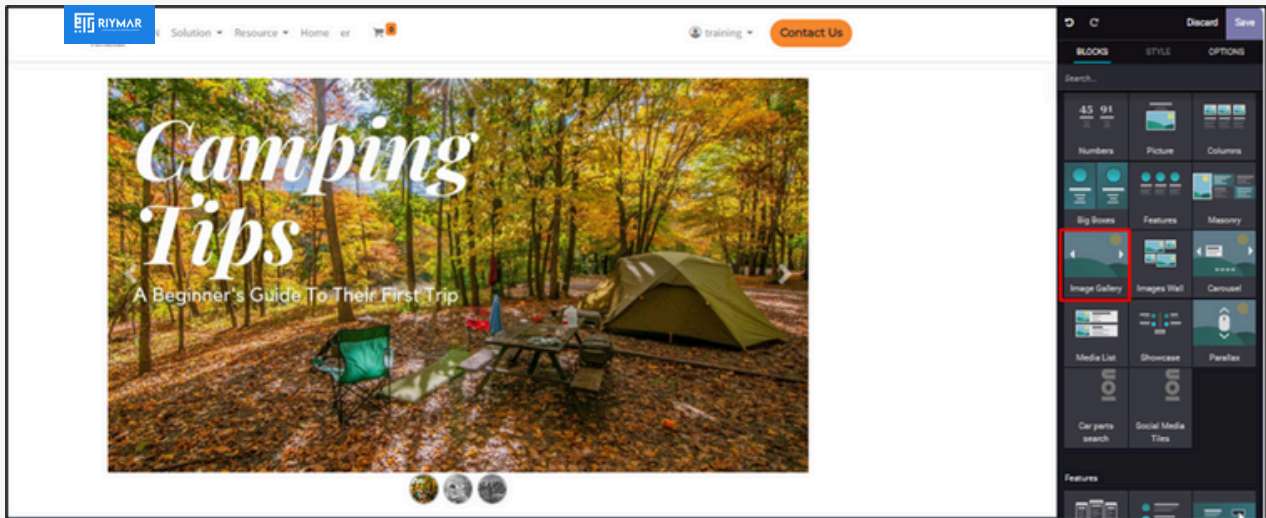 RIYMAR
Solution
Resource
Home
er
0
training
Contact Us
Discard
Save
BLOCKS
STYLE
OPTIONS
Search...
Camping
Tips
A Beginner's Guide To Their First Trip
45 91
Numbers
Picture
Columns
Big Boxes
Features
Masonry
Image Gallery
Images Wall
Carousel
Media List
Showcase
Parallax
Car parts
search
Social Media
Tiles
Features